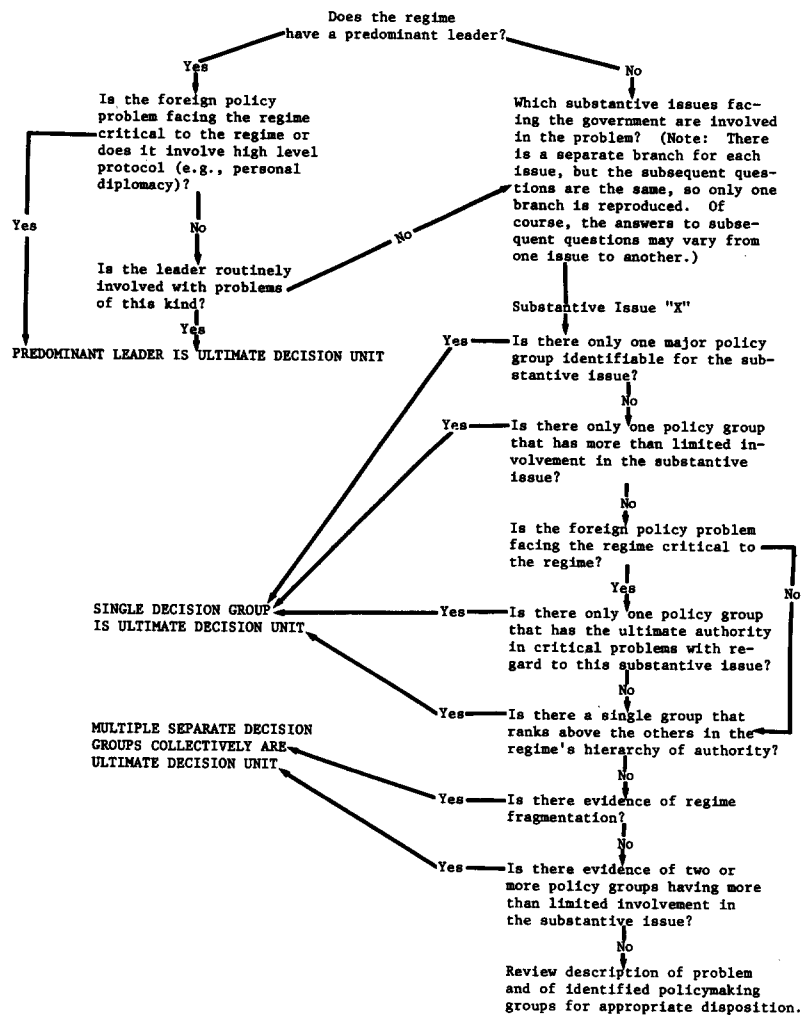 Does the regime
have a predominant leader?
Yes
No
Is the foreign policy
problem facing the regime
critical to the regime or
does it involve high level
protocol (e.g., personal
diplomacy)?
Yes
No
Is the leader routinely
involved with problems
of this kind?
No
Yes
PREDOMINANT LEADER IS ULTIMATE DECISION UNIT
Which substantive issues fac-
ing the government are involved
in the problem? (Note: There
is a separate branch for each
issue, but the subsequent ques-
tions are the same, so only one
branch is reproduced. Of
course, the answers to subse-
quent questions may vary from
one issue to another.)
Substantive Issue "X"
Yes
Is there only one major policy
group identifiable for the sub-
stantive issue?
No
Yes
Is there only one policy group
that has more than limited in-
volvement in the substantive
issue?
No
Is the foreign policy problem
facing the regime critical to
the regime?
Yes
No
SINGLE DECISION GROUP
IS ULTIMATE DECISION UNIT
Yes
Is there only one policy group
that has the ultimate authority
in critical problems with re-
gard to this substantive issue?
No
Yes
Is there a single group that
ranks above the others in the
regime's hierarchy of authority?
No
MULTIPLE SEPARATE DECISION
GROUPS COLLECTIVELY ARE
ULTIMATE DECISION UNIT
Yes
Is there evidence of regime
fragmentation?
No
Yes
Is there evidence of two or
more policy groups having more
than limited involvement in
the substantive issue?
No
Review description of problem
and of identified policymaking
groups for appropriate disposition.